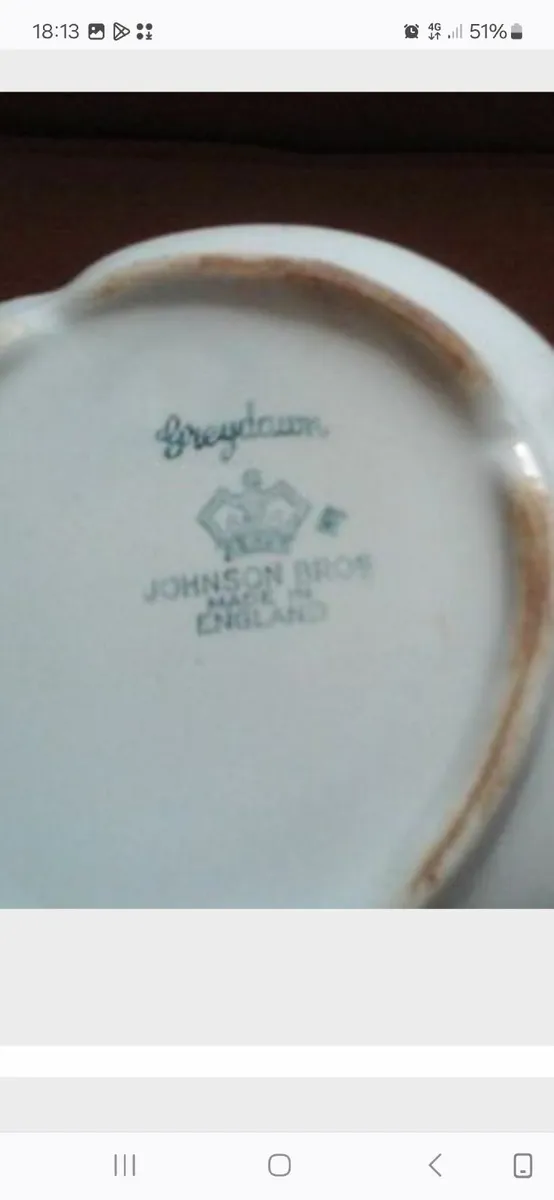 18:13
4G
51%
Greydawn
JOHNSON BROS
MADE IN
ENGLAND